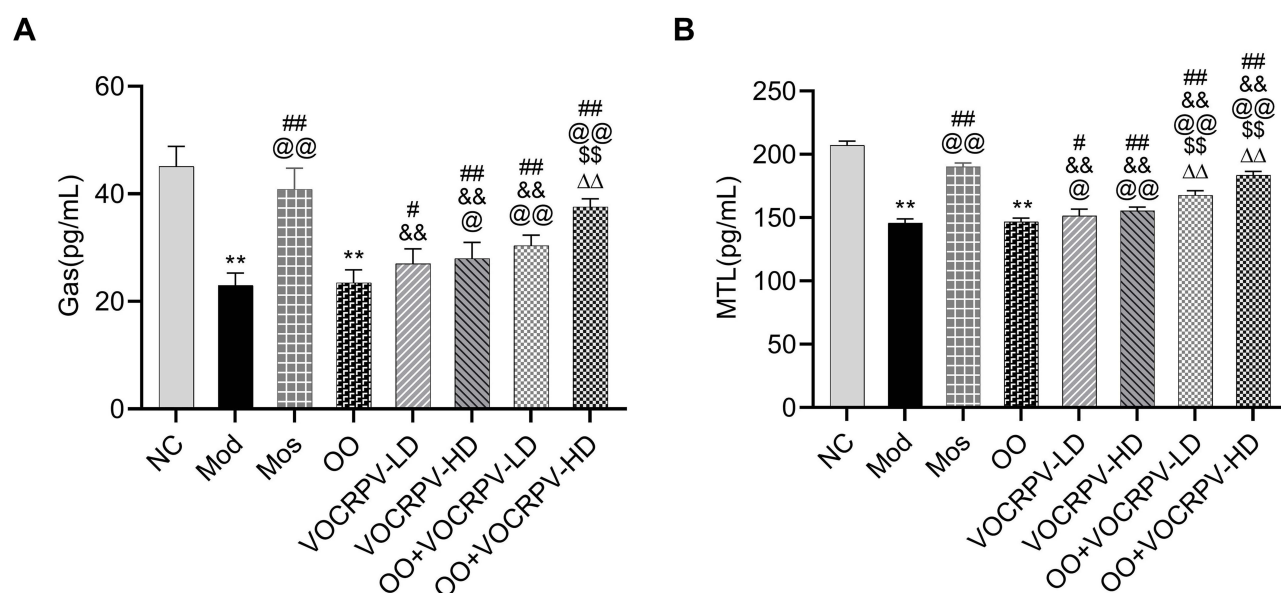 A
Gas(pg/mL)
60
40
20
0
**
##
@@
**
#
&&
##
&&
@
##
&&
@@
##
@@
$$
ΔΔ
NC
Mod
Mos
OO
VOCRPV-LD
VOCRPV-HD
OO+VOCRPV-LD
OO+VOCRPV-HD
B
MTL(pg/mL)
250
200
150
100
50
0
**
##
@@
**
#
&&
@
##
&&
@@
##
&&
@@
$$
ΔΔ
##
&&
@@
$$
ΔΔ
NC
Mod
Mos
OO
VOCRPV-LD
VOCRPV-HD
OO+VOCRPV-LD
OO+VOCRPV-HD